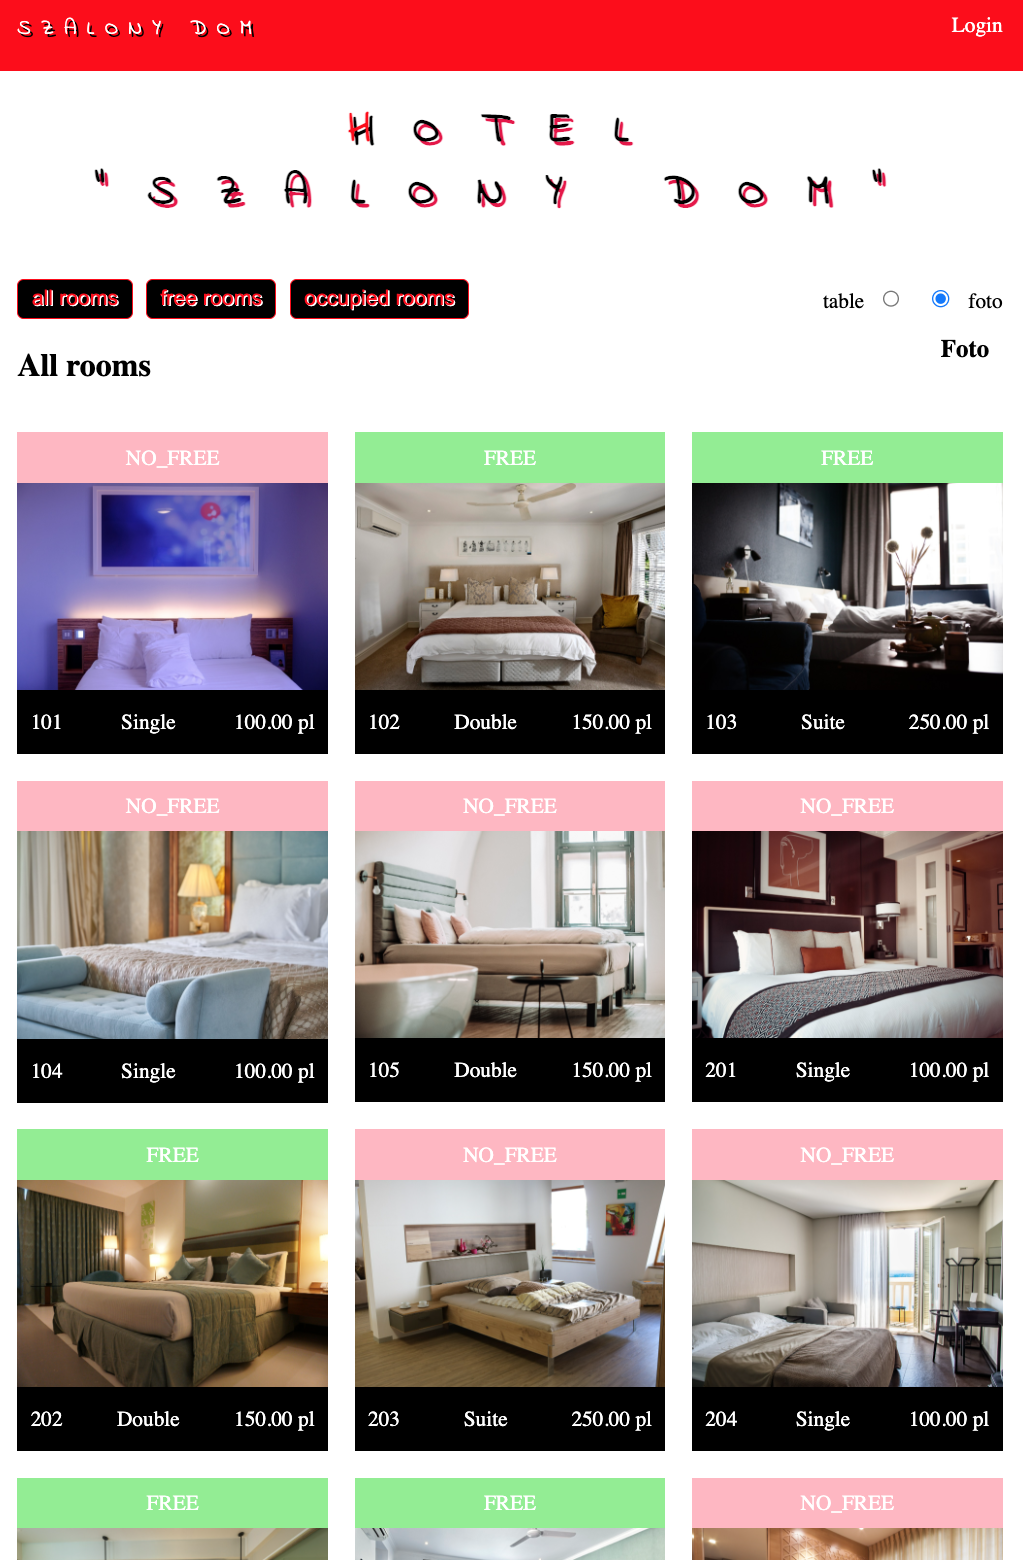 SZALONY DOM Login
HOTEL
"SZALONY DOM"
all rooms free rooms occupied rooms table foto
Foto
All rooms
NO_FREE FREE FREE
101 Single 100.00 pl 102 Double 150.00 pl 103 Suite 250.00 pl
NO_FREE NO_FREE NO_FREE
104 Single 100.00 pl 105 Double 150.00 pl 201 Single 100.00 pl
FREE NO_FREE NO_FREE
202 Double 150.00 pl 203 Suite 250.00 pl 204 Single 100.00 pl
FREE FREE NO_FREE